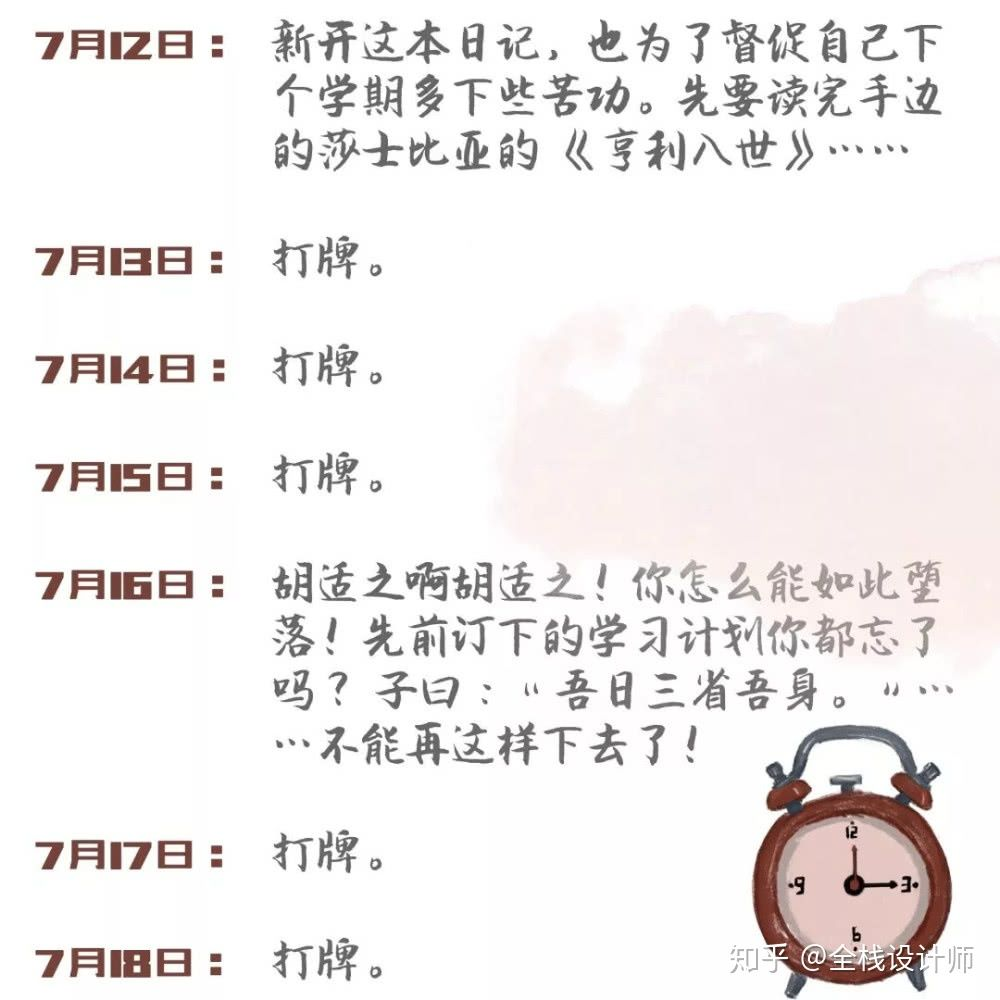 7月12日: 新开这本日记,也为了督促自己下
个学期多下些苦功。先要读完手边
的莎士比亚的《亨利八世》……
7月13日: 打牌。
7月14日: 打牌。
7月15日: 打牌。
7月16日: 胡适之啊胡适之!你怎么能如此堕
落!先前订下的学习计划你都忘了
吗?子曰:“吾日三省吾身。”…
…不能再这样下去了!
7月17日: 打牌。
7月18日: 打牌。
12
9 3
6
知乎 @全栈设计师